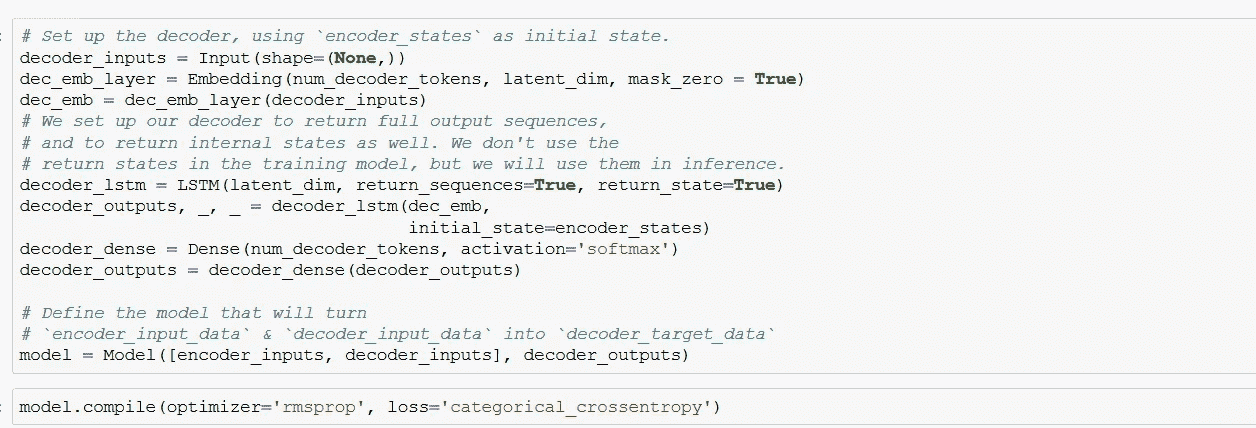 # Set up the decoder, using `encoder_states` as initial state.
decoder_inputs = Input(shape=(None,))
dec_emb_layer = Embedding(num_decoder_tokens, latent_dim, mask_zero = True)
dec_emb = dec_emb_layer(decoder_inputs)
# We set up our decoder to return full output sequences,
# and to return internal states as well. We don't use the
# return states in the training model, but we will use them in inference.
decoder_lstm = LSTM(latent_dim, return_sequences=True, return_state=True)
decoder_outputs, _, _ = decoder_lstm(dec_emb,
                                     initial_state=encoder_states)
decoder_dense = Dense(num_decoder_tokens, activation='softmax')
decoder_outputs = decoder_dense(decoder_outputs)

# Define the model that will turn
# `encoder_input_data` & `decoder_input_data` into `decoder_target_data`
model = Model([encoder_inputs, decoder_inputs], decoder_outputs)
model.compile(optimizer='rmsprop', loss='categorical_crossentropy')